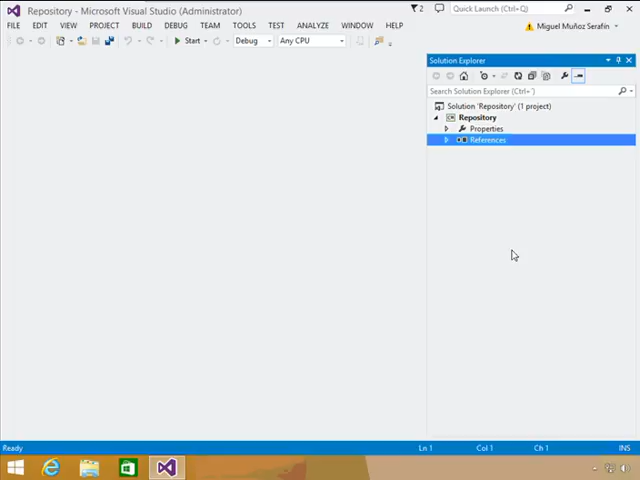 Repository - Microsoft Visual Studio (Administrator)
2
Quick Launch (Ctrl+Q)
FILE EDIT VIEW PROJECT BUILD DEBUG TEAM TOOLS TEST ANALYZE WINDOW HELP
Miguel Muñoz Serafín
Start Debug Any CPU
Solution Explorer
Search Solution Explorer (Ctrl+')
Solution 'Repository' (1 project)
Repository
Properties
References
Ready Ln 1 Col 1 Ch 1 INS